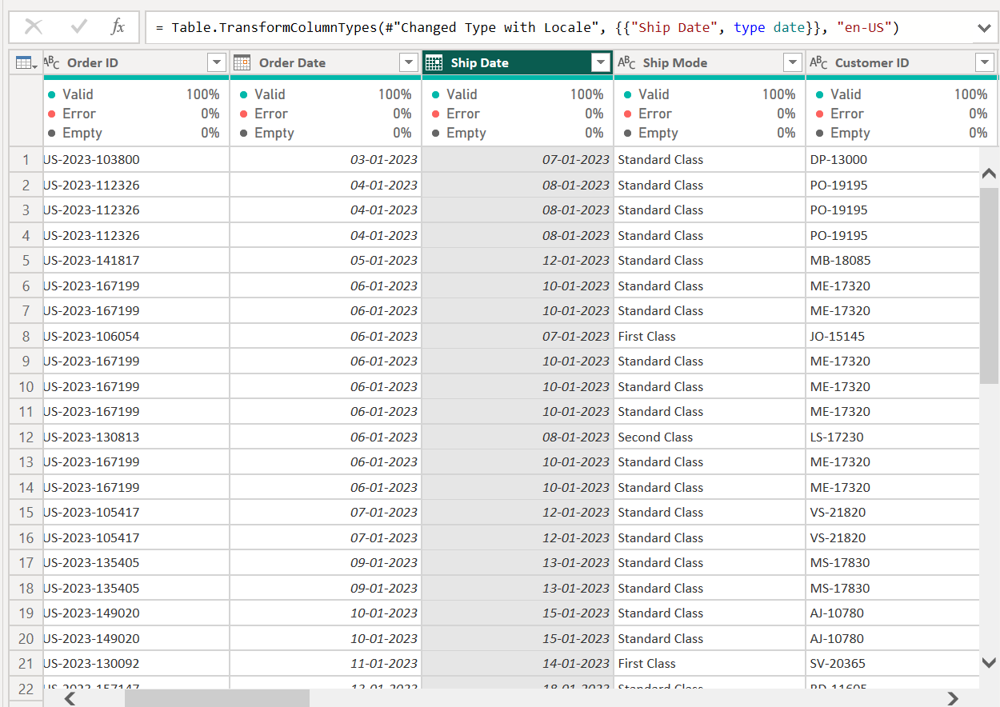 fx = Table.TransformColumnTypes(#"Changed Type with Locale", {{"Ship Date", type date}}, "en-US")
ABC Order ID Order Date Ship Date ABC Ship Mode ABC Customer ID
Valid 100% Valid 100% Valid 100% Valid 100% Valid 100%
Error 0% Error 0% Error 0% Error 0% Error 0%
Empty 0% Empty 0% Empty 0% Empty 0% Empty 0%
1 US-2023-103800 03-01-2023 07-01-2023 Standard Class DP-13000
2 US-2023-112326 04-01-2023 08-01-2023 Standard Class PO-19195
3 US-2023-112326 04-01-2023 08-01-2023 Standard Class PO-19195
4 US-2023-112326 04-01-2023 08-01-2023 Standard Class PO-19195
5 US-2023-141817 05-01-2023 12-01-2023 Standard Class MB-18085
6 US-2023-167199 06-01-2023 10-01-2023 Standard Class ME-17320
7 US-2023-167199 06-01-2023 10-01-2023 Standard Class ME-17320
8 US-2023-106054 06-01-2023 07-01-2023 First Class JO-15145
9 US-2023-167199 06-01-2023 10-01-2023 Standard Class ME-17320
10 US-2023-167199 06-01-2023 10-01-2023 Standard Class ME-17320
11 US-2023-167199 06-01-2023 10-01-2023 Standard Class ME-17320
12 US-2023-130813 06-01-2023 08-01-2023 Second Class LS-17230
13 US-2023-167199 06-01-2023 10-01-2023 Standard Class ME-17320
14 US-2023-167199 06-01-2023 10-01-2023 Standard Class ME-17320
15 US-2023-105417 07-01-2023 12-01-2023 Standard Class VS-21820
16 US-2023-105417 07-01-2023 12-01-2023 Standard Class VS-21820
17 US-2023-135405 09-01-2023 13-01-2023 Standard Class MS-17830
18 US-2023-135405 09-01-2023 13-01-2023 Standard Class MS-17830
19 US-2023-149020 10-01-2023 15-01-2023 Standard Class AJ-10780
20 US-2023-149020 10-01-2023 15-01-2023 Standard Class AJ-10780
21 US-2023-130092 11-01-2023 14-01-2023 First Class SV-20365
22 Standard Class